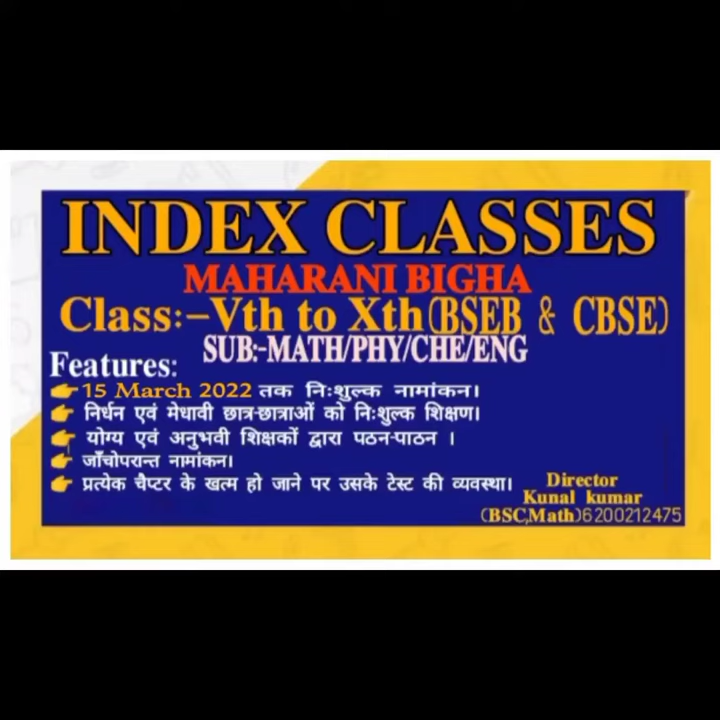 INDEX CLASSES
MAHARANI BIGHA
Class:-Vth to Xth(BSEB & CBSE)
SUB:-MATH/PHY/CHE/ENG
Features:
👉15 March 2022 तक निःशुल्क नामांकन।
👉 निर्धन एवं मेधावी छात्र-छात्राओं को निःशुल्क शिक्षण।
👉 योग्य एवं अनुभवी शिक्षकों द्वारा पठन-पाठन ।
👉 जाँचोपरान्त नामांकन।
👉 प्रत्येक चैप्टर के खत्म हो जाने पर उसके टेस्ट की व्यवस्था।
Director
Kunal kumar
(BSC,Math)6200212475